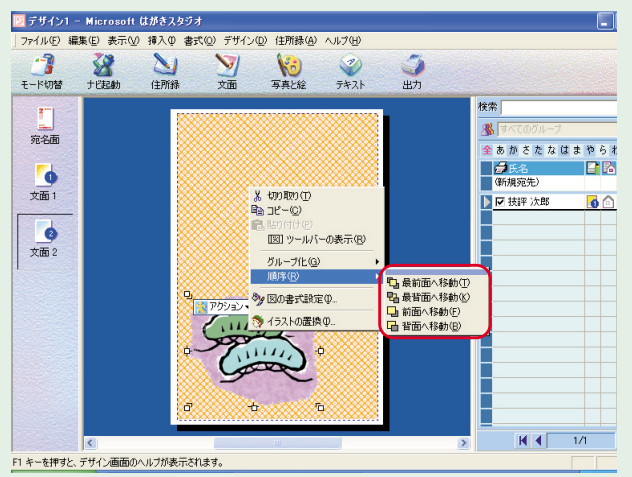 デザイン1 - Microsoft はがきスタジオ
ファイル(F) 編集(E) 表示(V) 挿入(I) 書式(O) デザイン(D) 住所録(A) ヘルプ(H)
モード切替 ナビ起動 住所録 文面 写真と絵 テキスト 出力
宛名面
文面 1
文面 2
検索
すべてのグループ
全 あ か さ た な は ま や ら わ
氏名
(新規宛先)
技評 次郎
切り取り(T)
コピー(C)
貼り付け(P)
[図] ツールバーの表示(R)
グループ化(G)
順序(R)
図の書式設定(I)...
イラストの置換(I)...
アクション
最前面へ移動(T)
最背面へ移動(K)
前面へ移動(F)
背面へ移動(B)
1/1
F1 キーを押すと、デザイン画面のヘルプが表示されます。